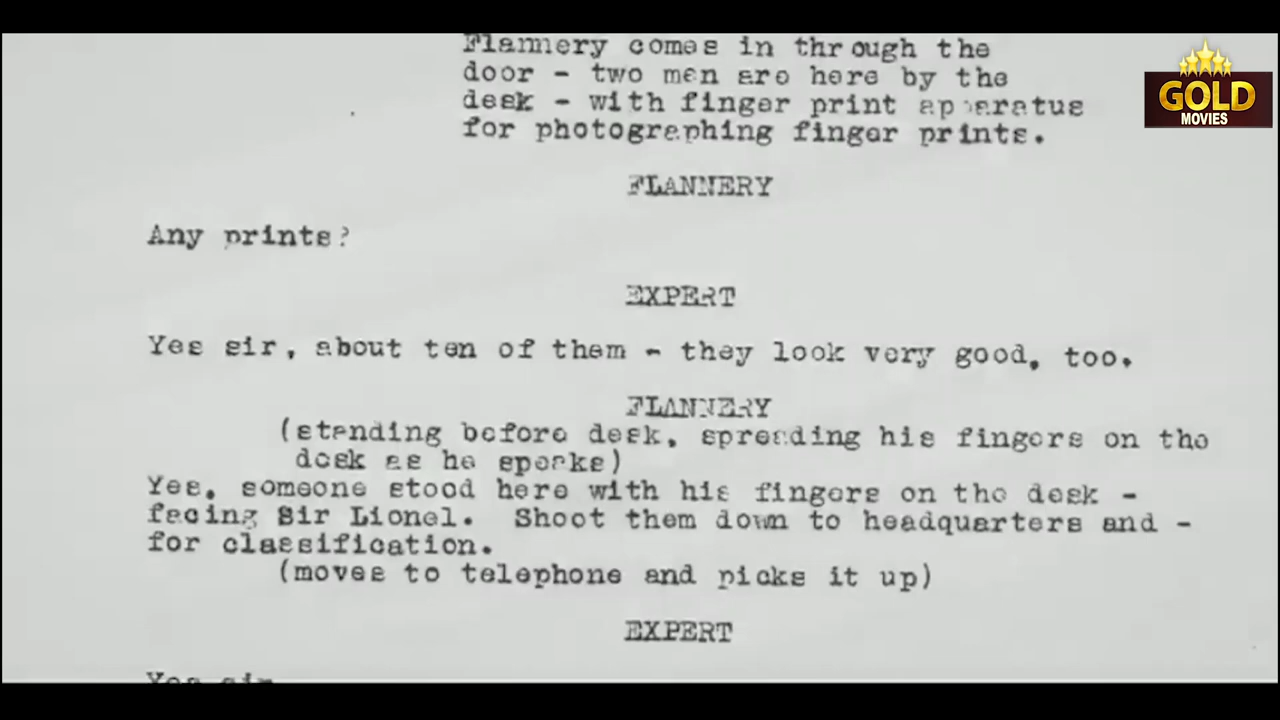 Flannery comes in through the
door - two men are here by the
desk - with finger print apparatus
for photographing finger prints.
FLANNERY
Any prints?
EXPERT
Yes sir, about ten of them - they look very good, too.
FLANNERY
(standing before desk, spreading his fingers on the
desk as he speaks)
Yes, someone stood here with his fingers on the desk -
facing Sir Lionel. Shoot them down to headquarters and -
for classification.
(moves to telephone and picks it up)
EXPERT
Yes sir
GOLD
MOVIES